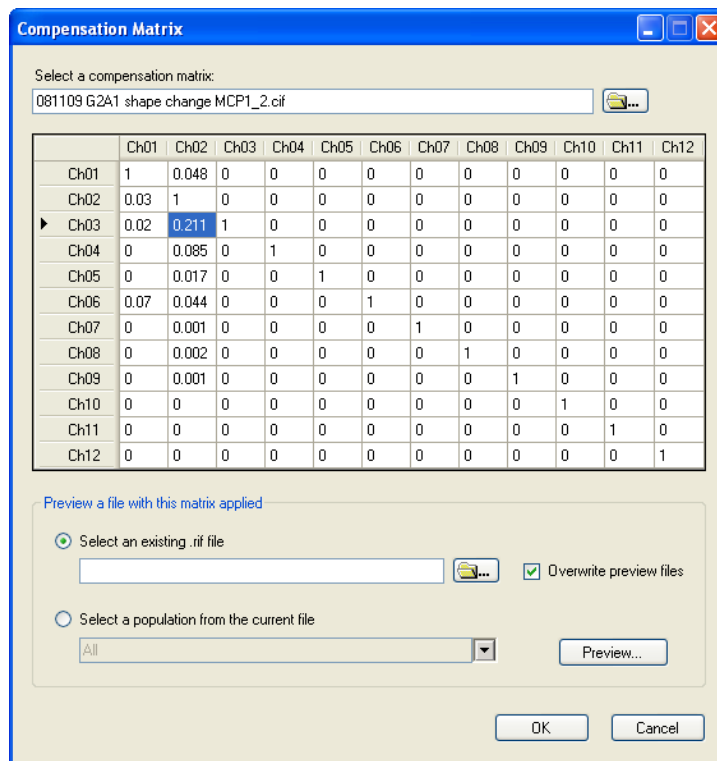 Compensation Matrix
Select a compensation matrix:
081109 G2A1 shape change MCP1_2.cif
...
Ch01 Ch02 Ch03 Ch04 Ch05 Ch06 Ch07 Ch08 Ch09 Ch10 Ch11 Ch12
Ch01 1 0.048 0 0 0 0 0 0 0 0 0 0
Ch02 0.03 1 0 0 0 0 0 0 0 0 0 0
Ch03 0.02 0.211 1 0 0 0 0 0 0 0 0 0
Ch04 0 0.085 0 1 0 0 0 0 0 0 0 0
Ch05 0 0.017 0 0 1 0 0 0 0 0 0 0
Ch06 0.07 0.044 0 0 0 1 0 0 0 0 0 0
Ch07 0 0.001 0 0 0 0 1 0 0 0 0 0
Ch08 0 0.002 0 0 0 0 0 1 0 0 0 0
Ch09 0 0.001 0 0 0 0 0 0 1 0 0 0
Ch10 0 0 0 0 0 0 0 0 0 1 0 0
Ch11 0 0 0 0 0 0 0 0 0 0 1 0
Ch12 0 0 0 0 0 0 0 0 0 0 0 1
Preview a file with this matrix applied
Select an existing .rif file
... Overwrite preview files
Select a population from the current file
All Preview...
OK Cancel